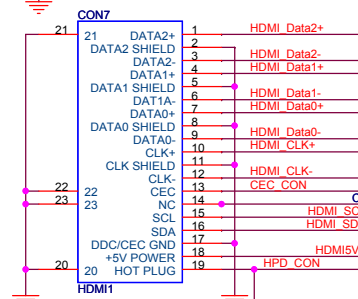 CON7
21 21 DATA2+ 1 HDMI_Data2+
DATA2 SHIELD 2
DATA2- 3 HDMI_Data2-
DATA1+ 4 HDMI_Data1+
DATA1 SHIELD 5
DAT1A- 6 HDMI_Data1-
DATA0+ 7 HDMI_Data0+
DATA0 SHIELD 8
DATA0- 9 HDMI_Data0-
CLK+ 10 HDMI_CLK+
CLK SHIELD 11
CLK- 12 HDMI_CLK-
22 22 CEC 13 CEC_CON
23 23 NC 14
SCL 15 HDMI_SC
SDA 16 HDMI_SD
DDC/CEC GND 17
+5V POWER 18 HDMI5V
20 20 HOT PLUG 19 HPD_CON
HDMI1